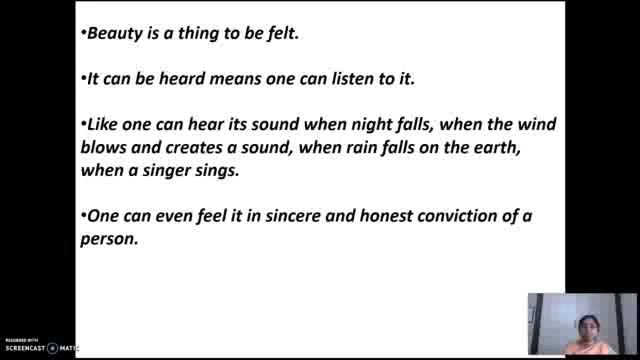 •Beauty is a thing to be felt.
•It can be heard means one can listen to it.
•Like one can hear its sound when night falls, when the wind
blows and creates a sound, when rain falls on the earth,
when a singer sings.
•One can even feel it in sincere and honest conviction of a
person.
RECORDED WITH
SCREENCAST MATIC